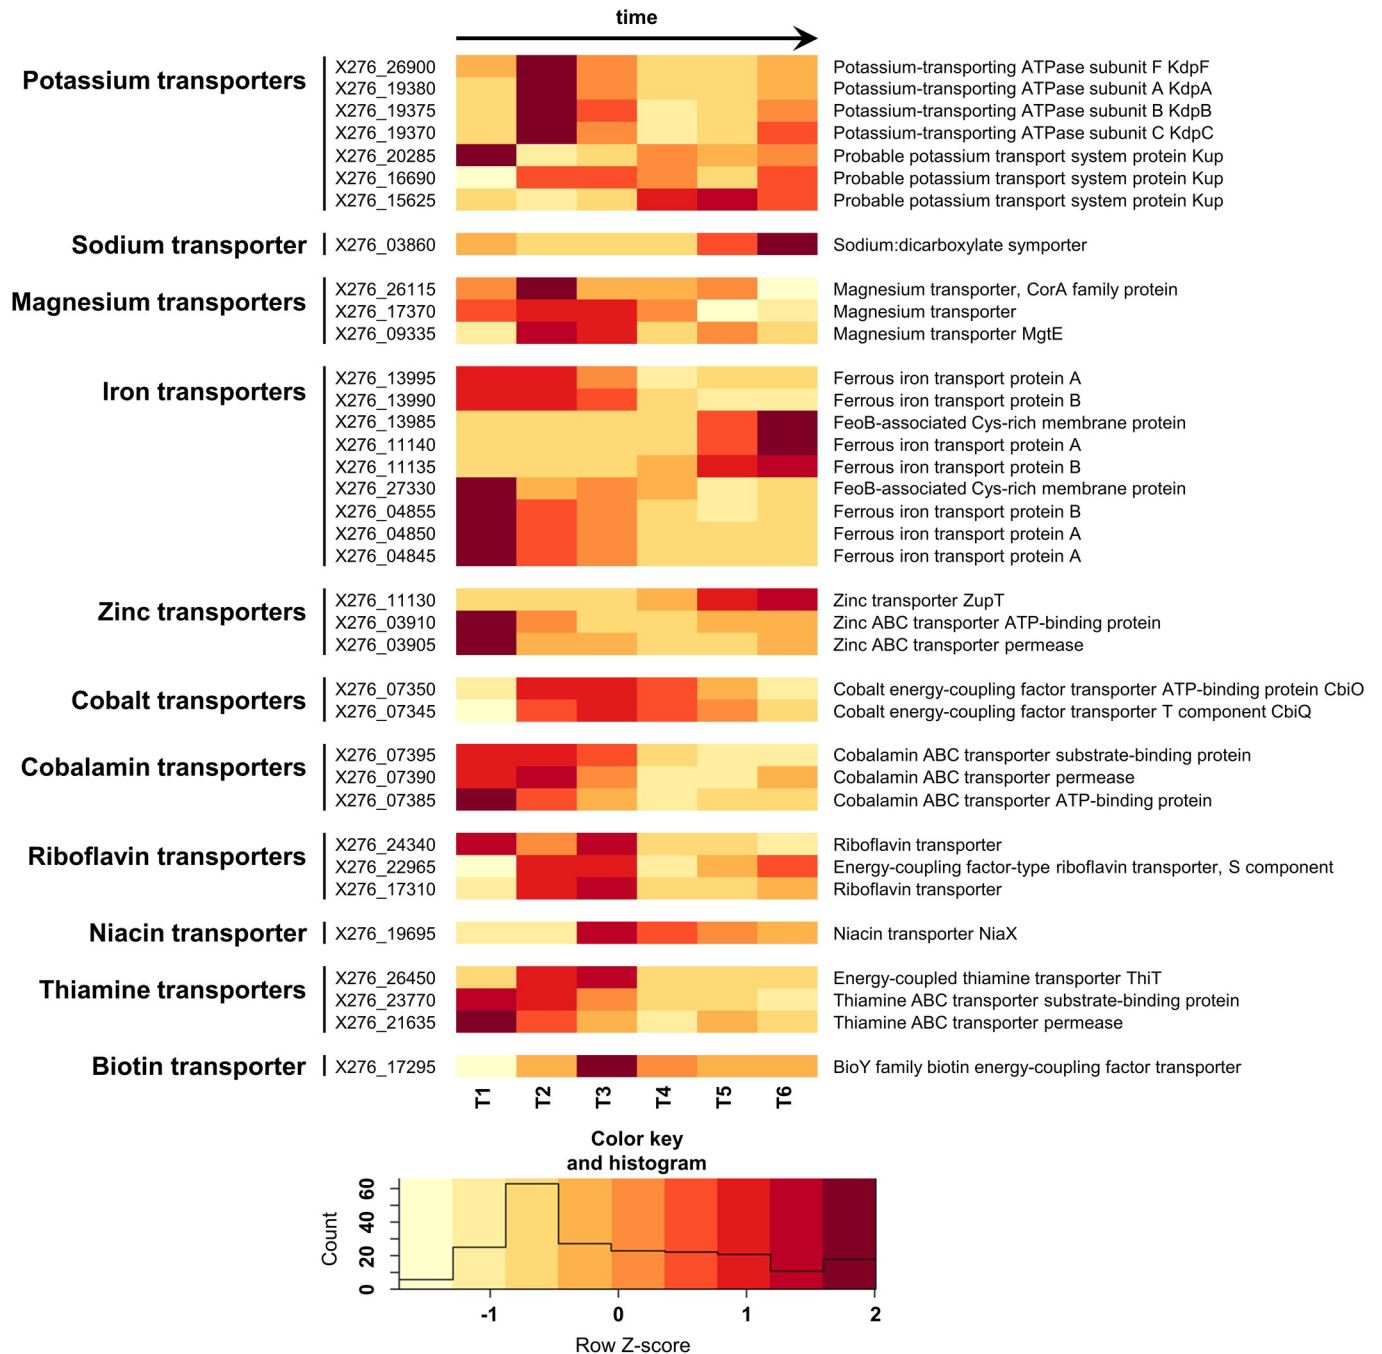 time
Potassium transporters
X276_26900 Potassium-transporting ATPase subunit F KdpF
X276_19380 Potassium-transporting ATPase subunit A KdpA
X276_19375 Potassium-transporting ATPase subunit B KdpB
X276_19370 Potassium-transporting ATPase subunit C KdpC
X276_20285 Probable potassium transport system protein Kup
X276_16690 Probable potassium transport system protein Kup
X276_15625 Probable potassium transport system protein Kup
Sodium transporter
X276_03860 Sodium:dicarboxylate symporter
Magnesium transporters
X276_26115 Magnesium transporter, CorA family protein
X276_17370 Magnesium transporter
X276_09335 Magnesium transporter MgtE
Iron transporters
X276_13995 Ferrous iron transport protein A
X276_13990 Ferrous iron transport protein B
X276_13985 FeoB-associated Cys-rich membrane protein
X276_11140 Ferrous iron transport protein A
X276_11135 Ferrous iron transport protein B
X276_27330 FeoB-associated Cys-rich membrane protein
X276_04855 Ferrous iron transport protein B
X276_04850 Ferrous iron transport protein A
X276_04845 Ferrous iron transport protein A
Zinc transporters
X276_11130 Zinc transporter ZupT
X276_03910 Zinc ABC transporter ATP-binding protein
X276_03905 Zinc ABC transporter permease
Cobalt transporters
X276_07350 Cobalt energy-coupling factor transporter ATP-binding protein CbiO
X276_07345 Cobalt energy-coupling factor transporter T component CbiQ
Cobalamin transporters
X276_07395 Cobalamin ABC transporter substrate-binding protein
X276_07390 Cobalamin ABC transporter permease
X276_07385 Cobalamin ABC transporter ATP-binding protein
Riboflavin transporters
X276_24340 Riboflavin transporter
X276_22965 Energy-coupling factor-type riboflavin transporter, S component
X276_17310 Riboflavin transporter
Niacin transporter
X276_19695 Niacin transporter NiaX
Thiamine transporters
X276_26450 Energy-coupled thiamine transporter ThiT
X276_23770 Thiamine ABC transporter substrate-binding protein
X276_21635 Thiamine ABC transporter permease
Biotin transporter
X276_17295 BioY family biotin energy-coupling factor transporter
T1 T2 T3 T4 T5 T6
Color key
and histogram
Count
0 20 40 60
-1 0 1 2
Row Z-score